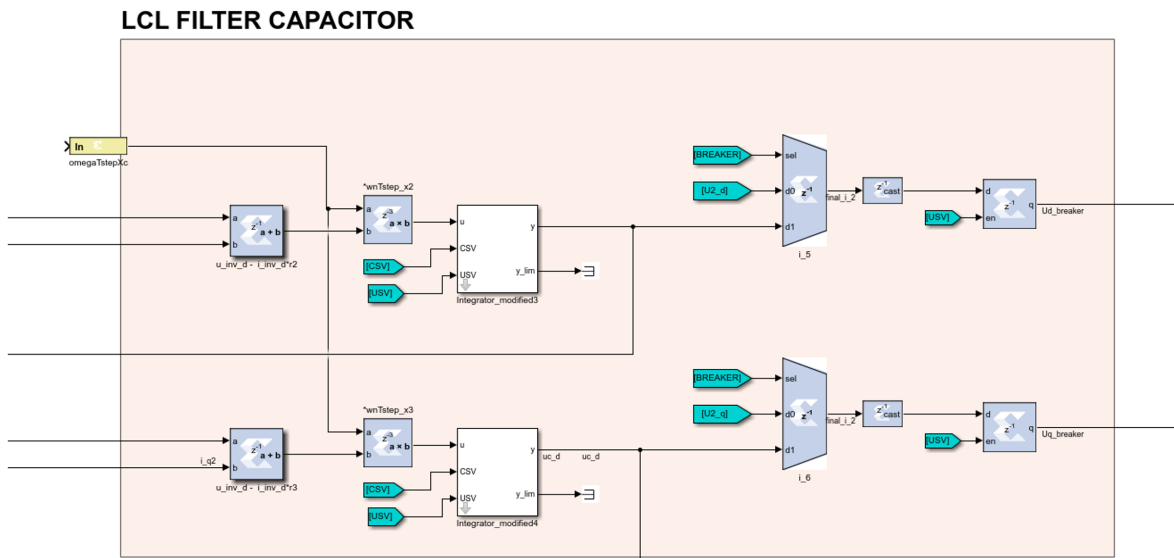 LCL FILTER CAPACITOR
In
omegaTstepXc
a
b
z-1
a + b
u_inv_d - i_inv_d*r2
*wnTstep_x2
a
b
z-3
a × b
[CSV]
[USV]
u
CSV
USV
y
y_lim
Integrator_modified3
[BREAKER]
[U2_d]
sel
d0
d1
z-1
i_5
final_i_2
z-1
cast
[USV]
d
en
z-1
q
Ud_breaker
i_q2
a
b
z-1
a + b
u_inv_d - i_inv_d*r3
*wnTstep_x3
a
b
z-3
a × b
[CSV]
[USV]
u
CSV
USV
y
y_lim
Integrator_modified4
uc_d
uc_d
[BREAKER]
[U2_q]
sel
d0
d1
z-1
i_6
final_i_2
z-1
cast
[USV]
d
en
z-1
q
Uq_breaker